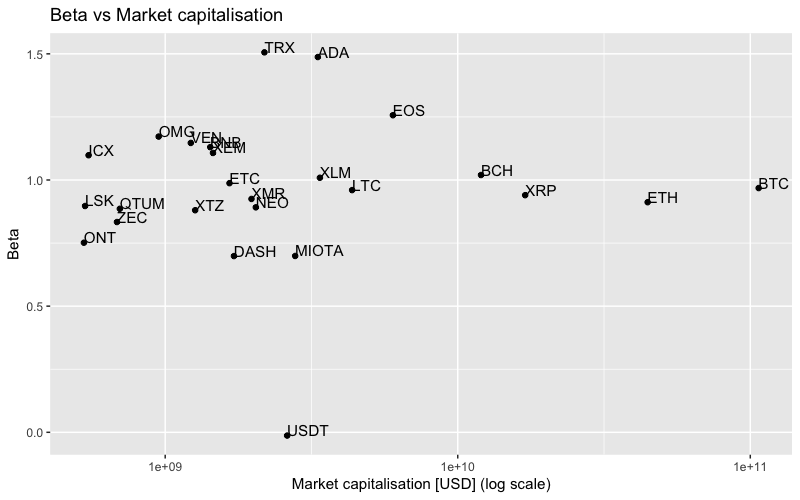 Beta vs Market capitalisation
TRX
ADA
1.5
EOS
OMG
VEN
BNB
XEM
ICX
BCH
XLM
ETC
1.0
BTC
LTC
XRP
XMR
ETH
LSK
QTUM
XTZ
NEO
ZEC
ONT
DASH
MIOTA
Beta
0.5
USDT
0.0
1e+09
1e+10
1e+11
Market capitalisation [USD] (log scale)